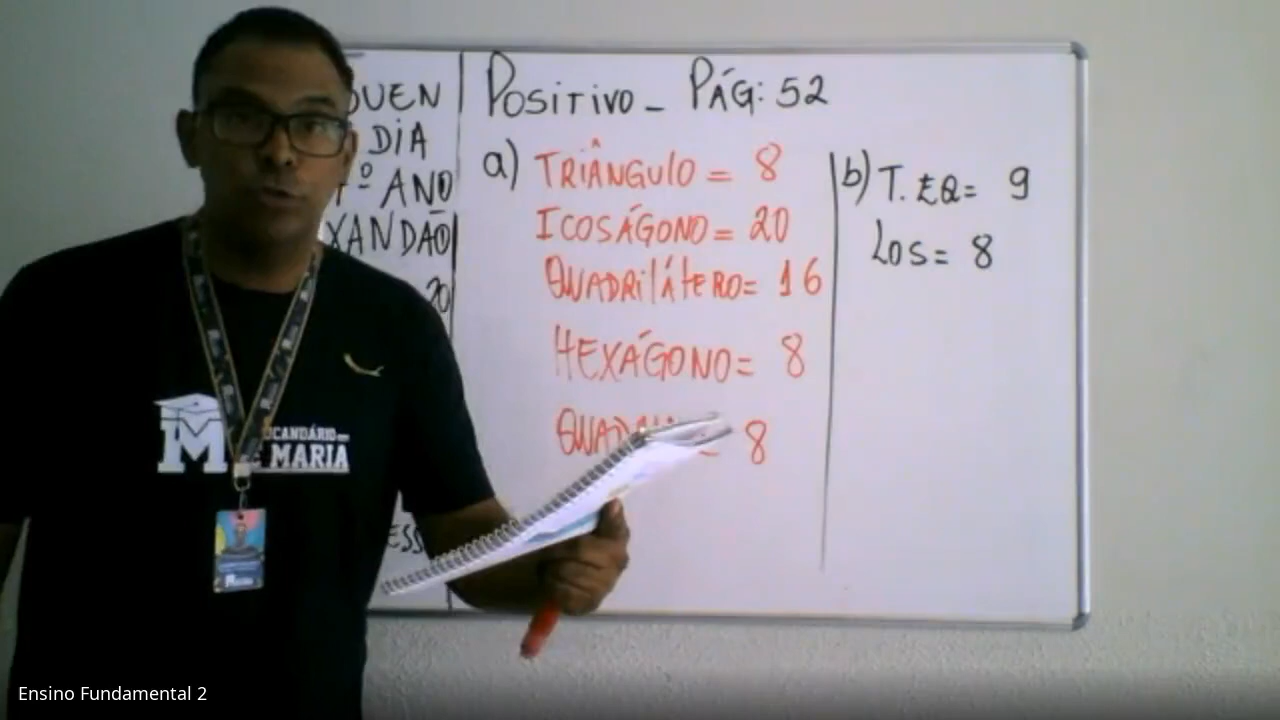 DIA
ANO
20
POSITIVO - PÁG: 52
a) TRIÂNGULO = 8
ICOSÁGONO = 20
QUADRILÁTERO = 16
HEXÁGONO = 8
= 8
b) T. EQ = 9
LOS = 8
M
MARIA
Ensino Fundamental 2